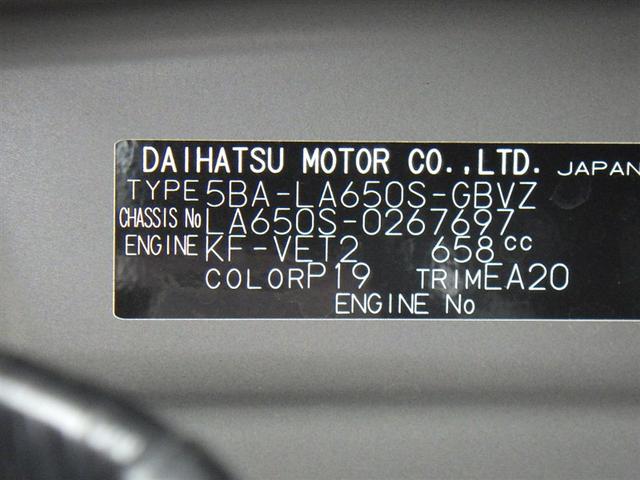 DAIHATSU MOTOR CO.,LTD. JAPAN
TYPE 5BA-LA650S-GBVZ
CHASSIS No LA650S-0267697
ENGINE KF-VET2 658cc
COLOR P19 TRIM EA20
ENGINE No